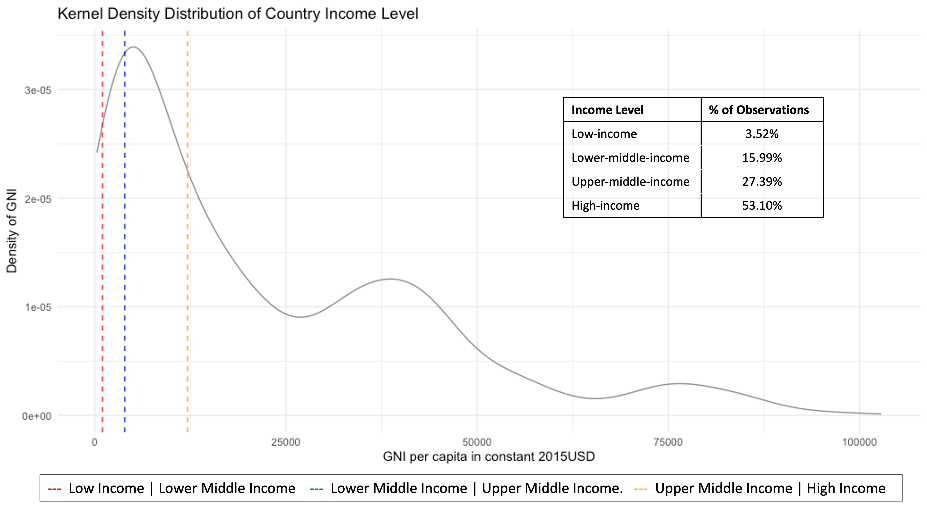 Kernel Density Distribution of Country Income Level
Density of GNI
3e-05
2e-05
1e-05
0e+00
Income Level % of Observations
Low-income 3.52%
Lower-middle-income 15.99%
Upper-middle-income 27.39%
High-income 53.10%
0 25000 50000 75000 100000
GNI per capita in constant 2015USD
Low Income | Lower Middle Income Lower Middle Income | Upper Middle Income. Upper Middle Income | High Income